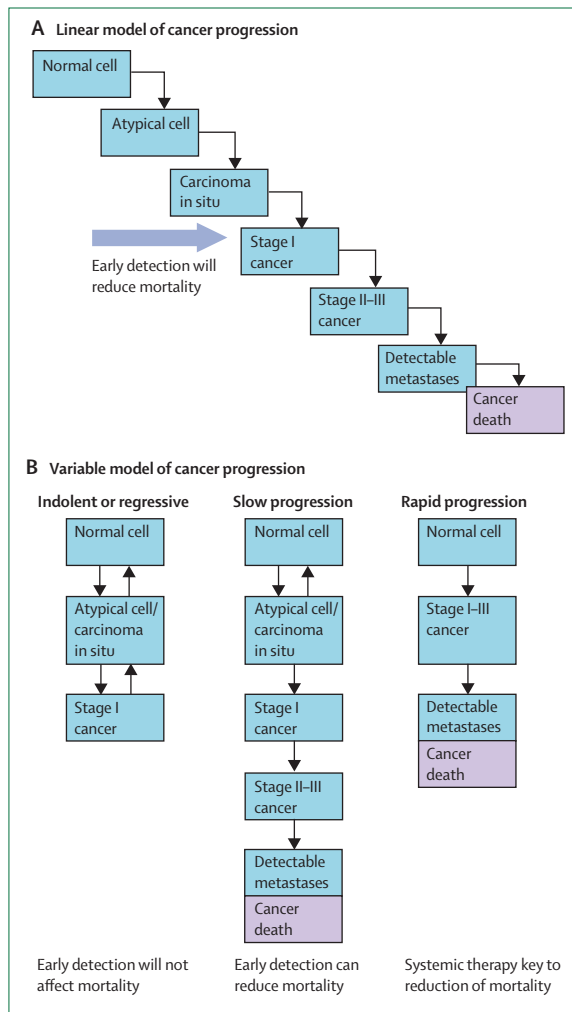 A Linear model of cancer progression
Normal cell
Atypical cell
Carcinoma
in situ
Early detection will
reduce mortality
Stage I
cancer
Stage II–III
cancer
Detectable
metastases
Cancer
death
B Variable model of cancer progression
Indolent or regressive
Normal cell
Atypical cell/
carcinoma
in situ
Stage I
cancer
Early detection will not
affect mortality
Slow progression
Normal cell
Atypical cell/
carcinoma
in situ
Stage I
cancer
Stage II–III
cancer
Detectable
metastases
Cancer
death
Early detection can
reduce mortality
Rapid progression
Normal cell
Stage I–III
cancer
Detectable
metastases
Cancer
death
Systemic therapy key to
reduction of mortality